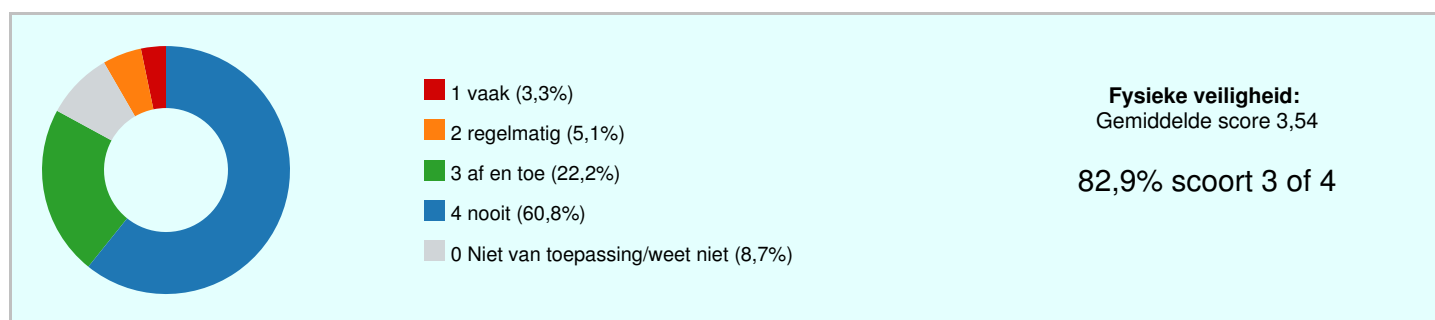 1 vaak (3,3%)
2 regelmatig (5,1%)
3 af en toe (22,2%)
4 nooit (60,8%)
0 Niet van toepassing/weet niet (8,7%)
Fysieke veiligheid:
Gemiddelde score 3,54
82,9% scoort 3 of 4